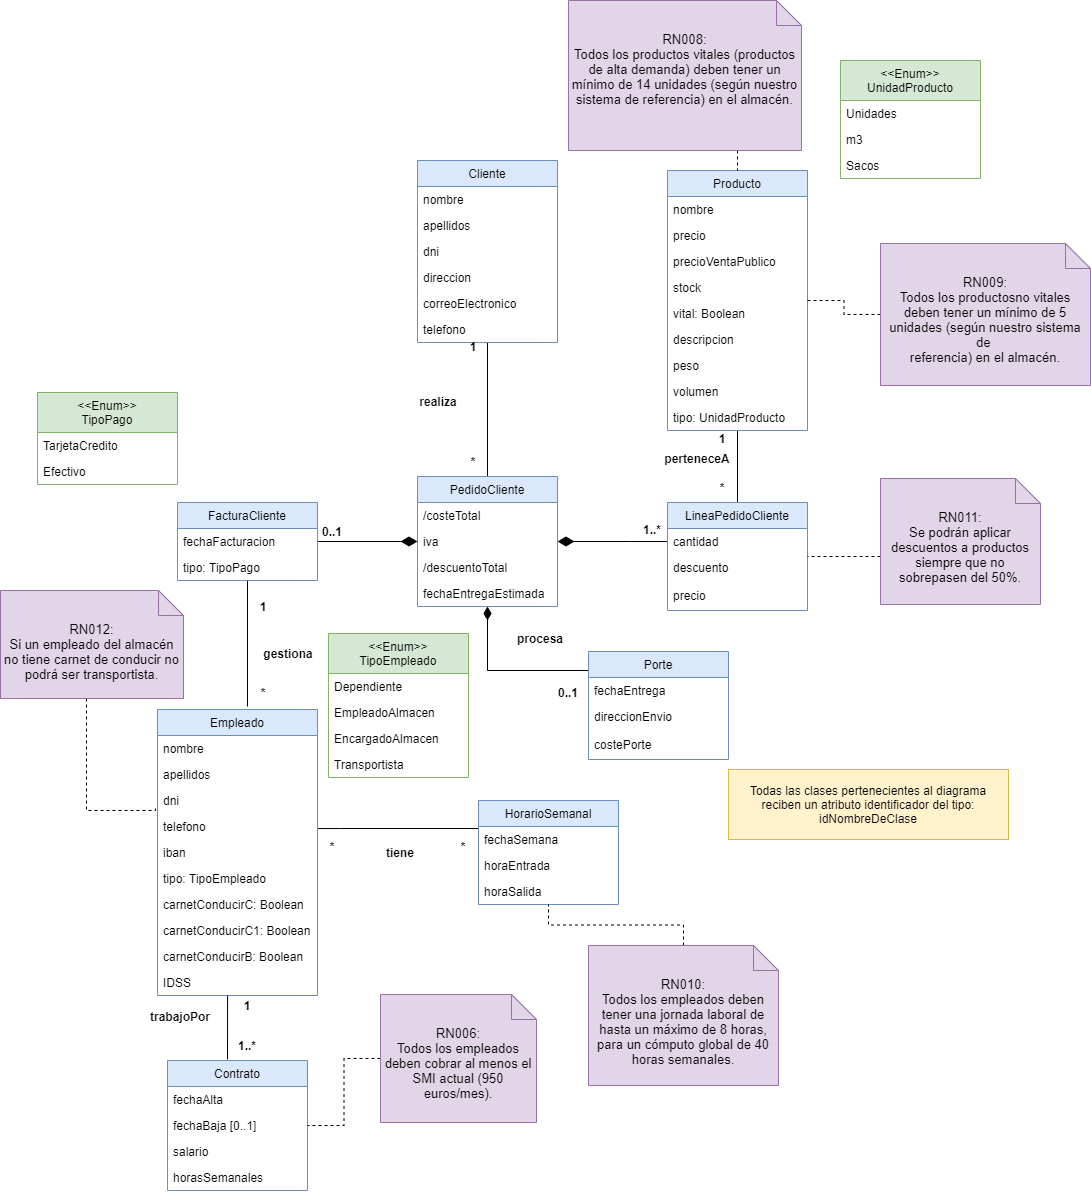 RN008:
Todos los productos vitales (productos
de alta demanda) deben tener un
mínimo de 14 unidades (según nuestro
sistema de referencia) en el almacén.
<<Enum>>
UnidadProducto
Unidades
m3
Sacos
Cliente
nombre
apellidos
dni
direccion
correoElectronico
telefono
Producto
nombre
precio
precioVentaPublico
stock
vital: Boolean
descripcion
peso
volumen
tipo: UnidadProducto
RN009:
Todos los productosno vitales
deben tener un mínimo de 5
unidades (según nuestro sistema
de
referencia) en el almacén.
1
realiza
*
<<Enum>>
TipoPago
TarjetaCredito
Efectivo
1
perteneceA
*
PedidoCliente
/costeTotal
iva
/descuentoTotal
fechaEntregaEstimada
FacturaCliente
fechaFacturacion
tipo: TipoPago
0..1
1..*
LineaPedidoCliente
cantidad
descuento
precio
RN011:
Se podrán aplicar
descuentos a productos
siempre que no
sobrepasen del 50%.
RN012:
Si un empleado del almacén
no tiene carnet de conducir no
podrá ser transportista.
1
gestiona
*
<<Enum>>
TipoEmpleado
Dependiente
EmpleadoAlmacen
EncargadoAlmacen
Transportista
procesa
0..1
Porte
fechaEntrega
direccionEnvio
costePorte
Empleado
nombre
apellidos
dni
telefono
iban
tipo: TipoEmpleado
carnetConducirC: Boolean
carnetConducirC1: Boolean
carnetConducirB: Boolean
IDSS
Todas las clases pertenecientes al diagrama
reciben un atributo identificador del tipo:
idNombreDeClase
*
tiene
*
HorarioSemanal
fechaSemana
horaEntrada
horaSalida
RN010:
Todos los empleados deben
tener una jornada laboral de
hasta un máximo de 8 horas,
para un cómputo global de 40
horas semanales.
1
trabajoPor
1..*
RN006:
Todos los empleados
deben cobrar al menos el
SMI actual (950
euros/mes).
Contrato
fechaAlta
fechaBaja [0..1]
salario
horasSemanales